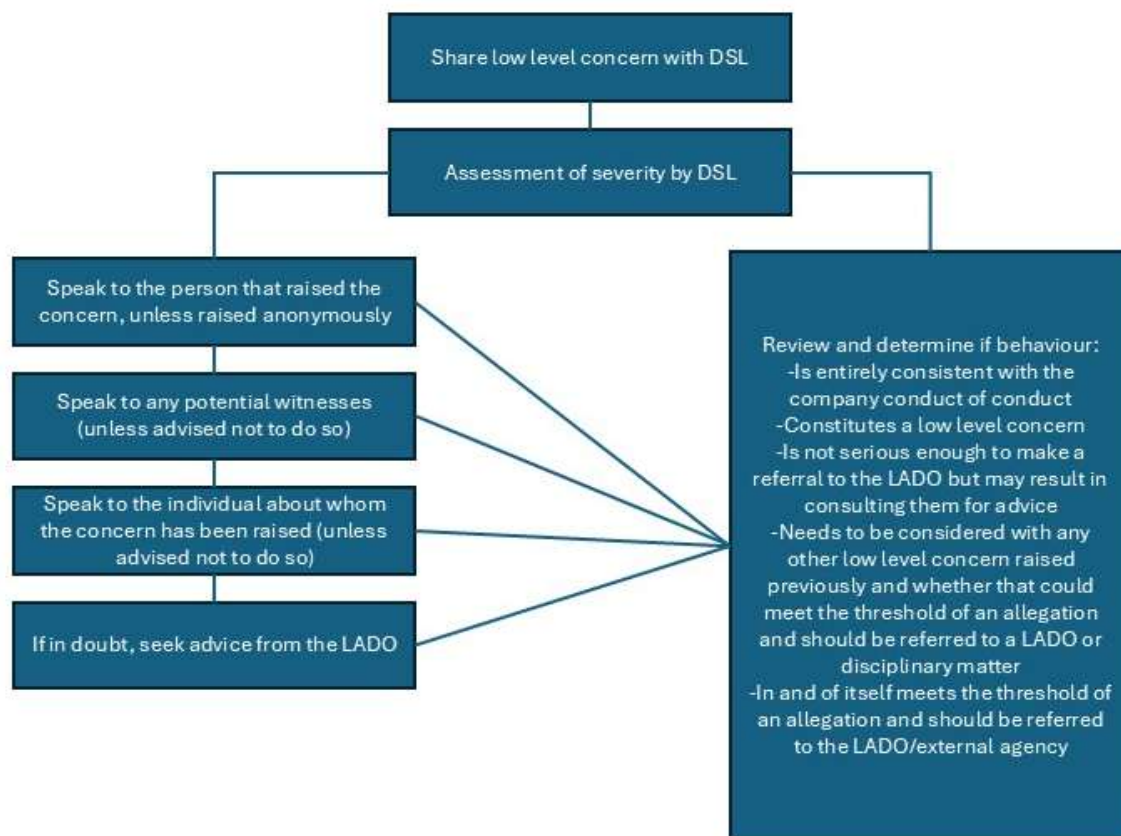 Share low level concern with DSL
Assessment of severity by DSL
Speak to the person that raised the
concern, unless raised anonymously
Speak to any potential witnesses
(unless advised not to do so)
Speak to the individual about whom
the concern has been raised (unless
advised not to do so)
If in doubt, seek advice from the LADO
Review and determine if behaviour:
-Is entirely consistent with the
company conduct of conduct
-Constitutes a low level concern
-Is not serious enough to make a
referral to the LADO but may result in
consulting them for advice
-Needs to be considered with any
other low level concern raised
previously and whether that could
meet the threshold of an allegation
and should be referred to a LADO or
disciplinary matter
-In and of itself meets the threshold of
an allegation and should be referred
to the LADO/external agency